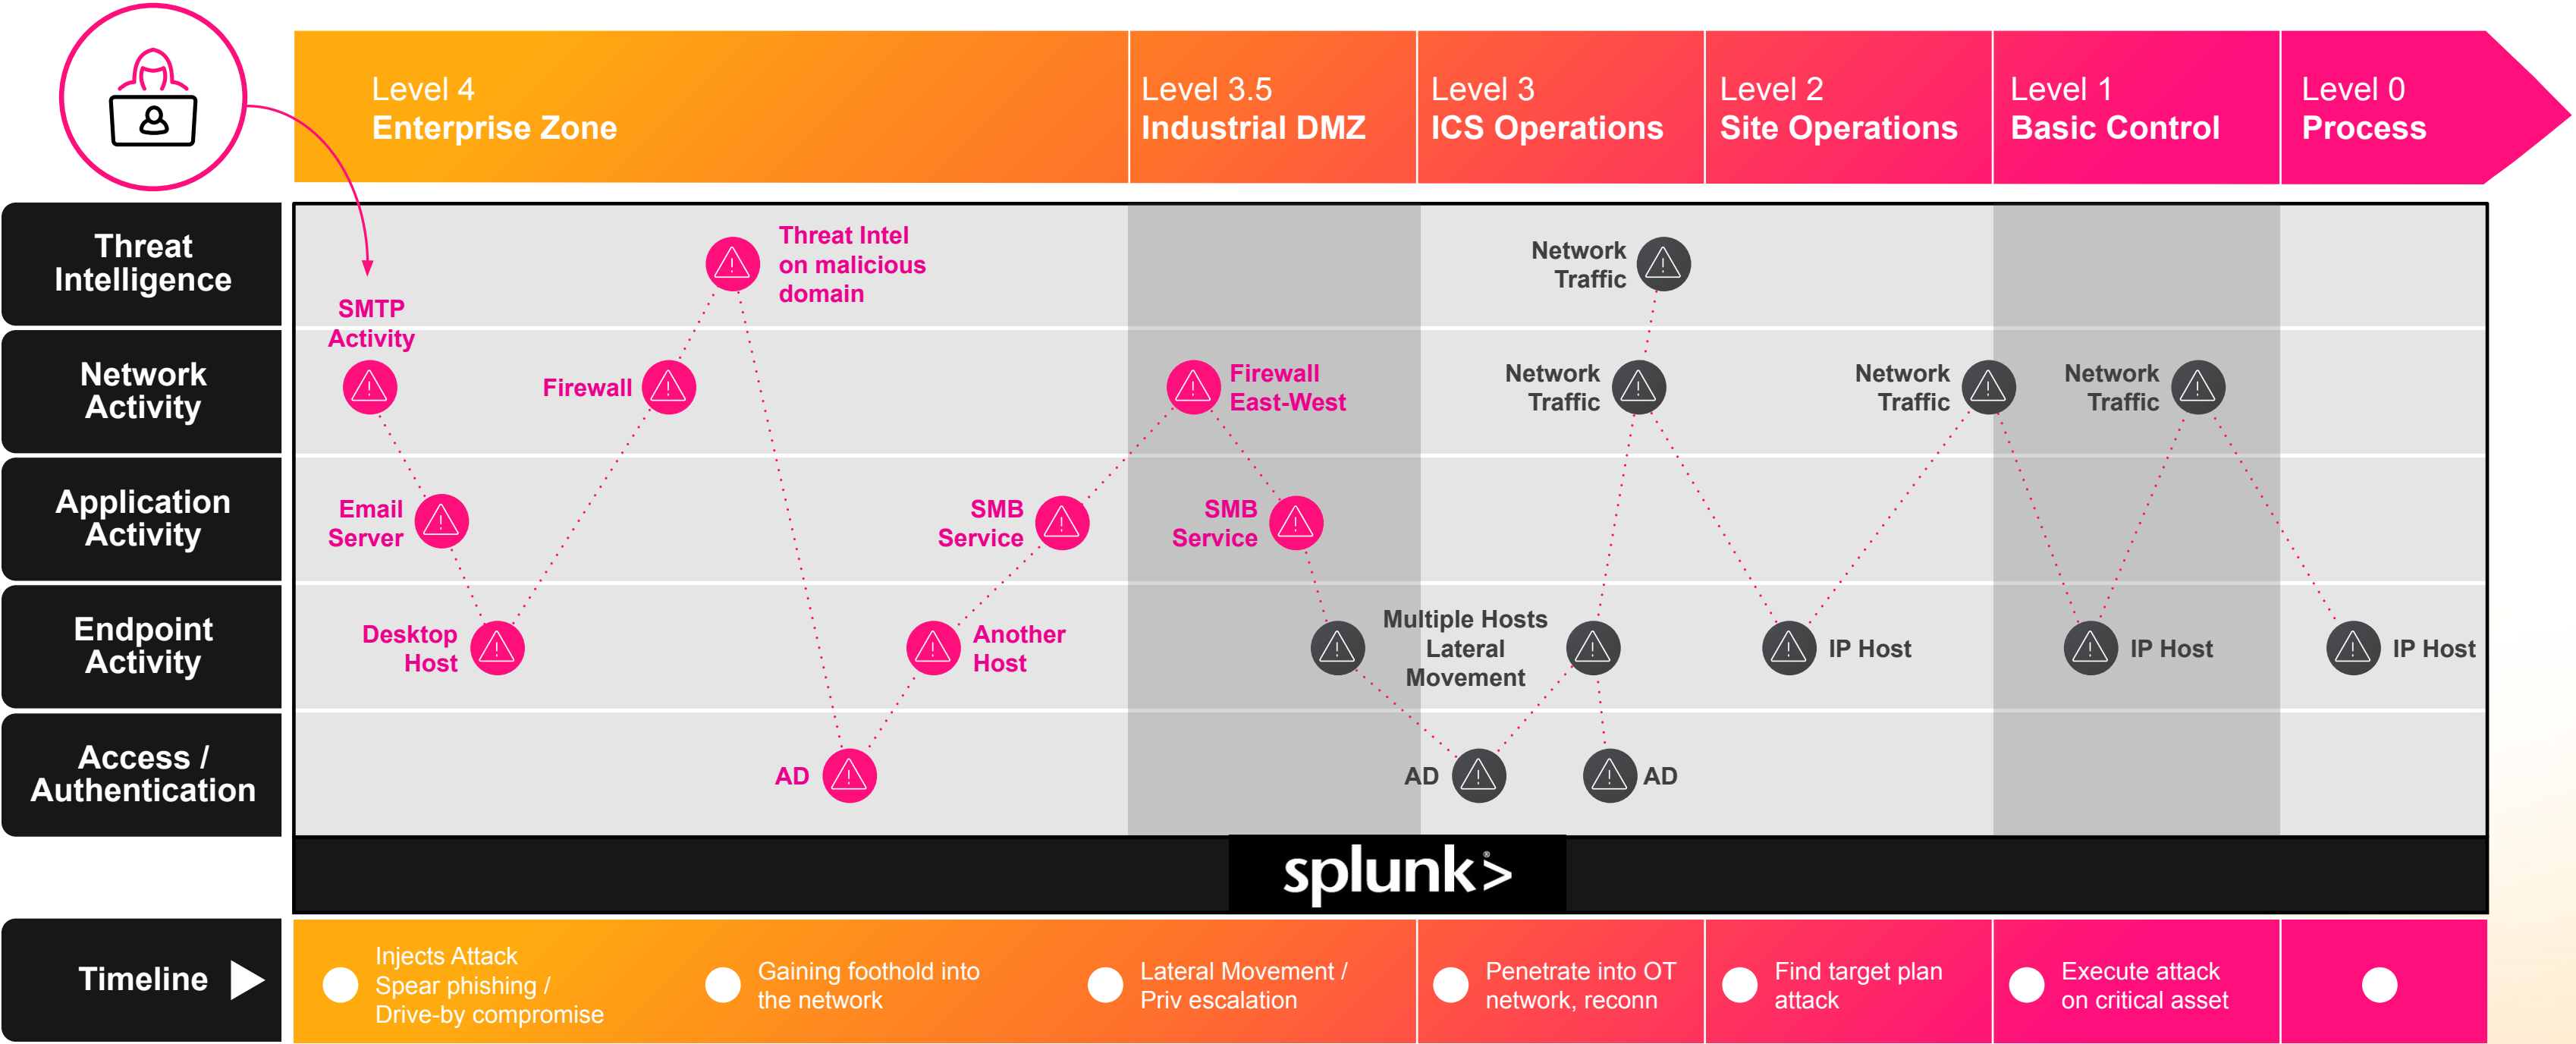 Level 4
Enterprise Zone
Level 3.5
Industrial DMZ
Level 3
ICS Operations
Level 2
Site Operations
Level 1
Basic Control
Level 0
Process
Threat
Intelligence
SMTP
Activity
Threat Intel
on malicious
domain
Network
Traffic
Network
Activity
Firewall
Firewall
East-West
Network
Traffic
Network
Traffic
Network
Traffic
Application
Activity
Email
Server
SMB
Service
SMB
Service
Endpoint
Activity
Desktop
Host
Another
Host
Multiple Hosts
Lateral
Movement
IP Host
IP Host
IP Host
Access /
Authentication
AD
AD
AD
splunk®>
Timeline
Injects Attack
Spear phishing /
Drive-by compromise
Gaining foothold into
the network
Lateral Movement /
Priv escalation
Penetrate into OT
network, reconn
Find target plan
attack
Execute attack
on critical asset